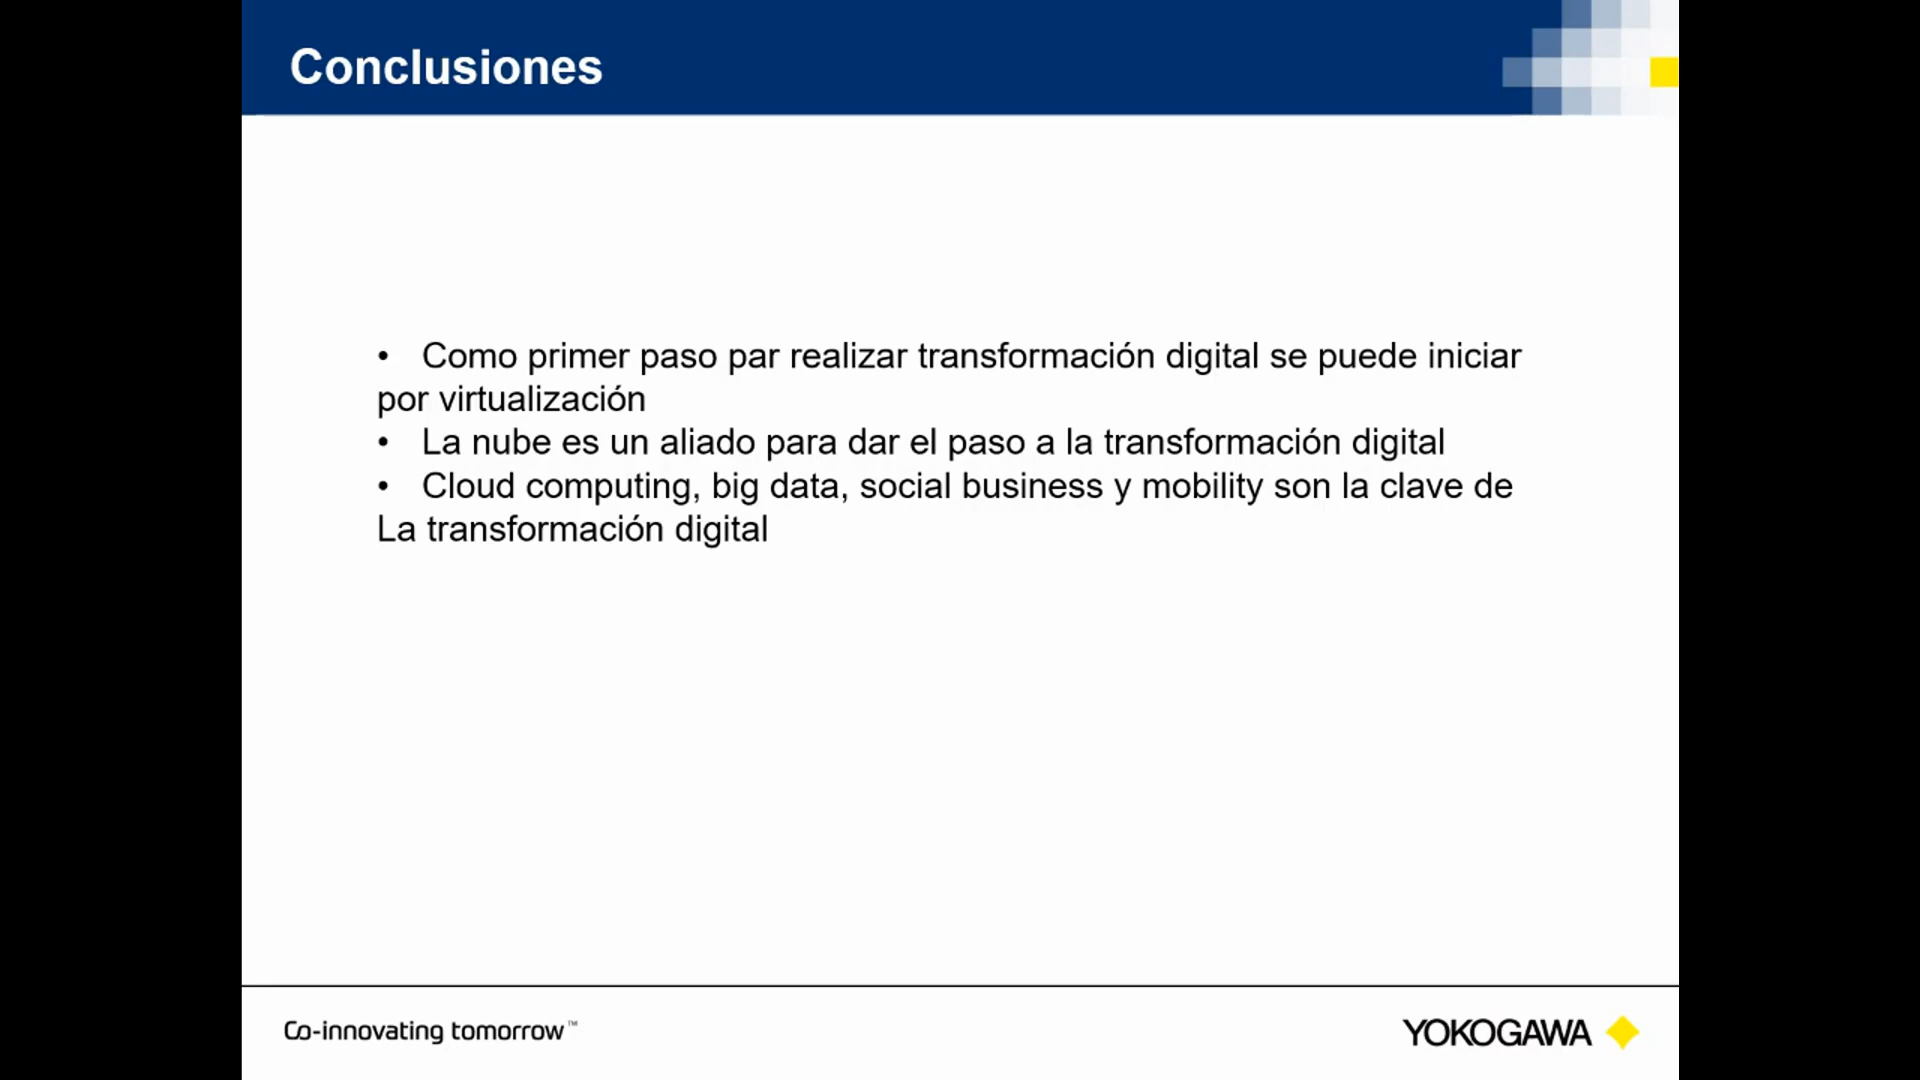 Conclusiones
• Como primer paso par realizar transformación digital se puede iniciar
por virtualización
• La nube es un aliado para dar el paso a la transformación digital
• Cloud computing, big data, social business y mobility son la clave de
La transformación digital
Co-innovating tomorrow™
YOKOGAWA